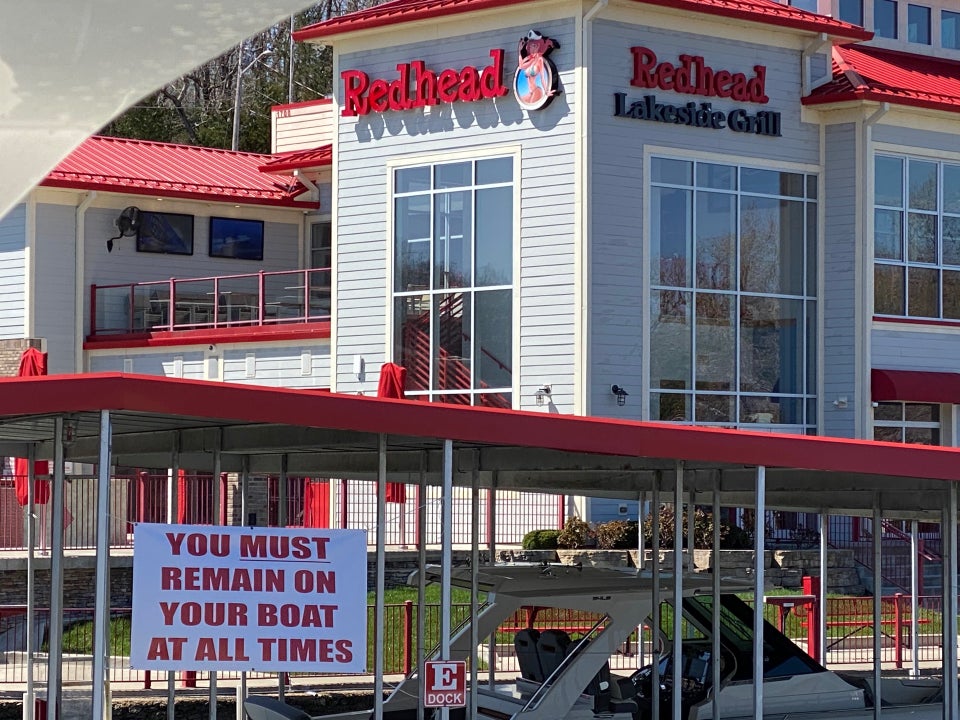 Redhead
Redhead
Lakeside Grill
YOU MUST
REMAIN ON
YOUR BOAT
AT ALL TIMES
E
DOCK